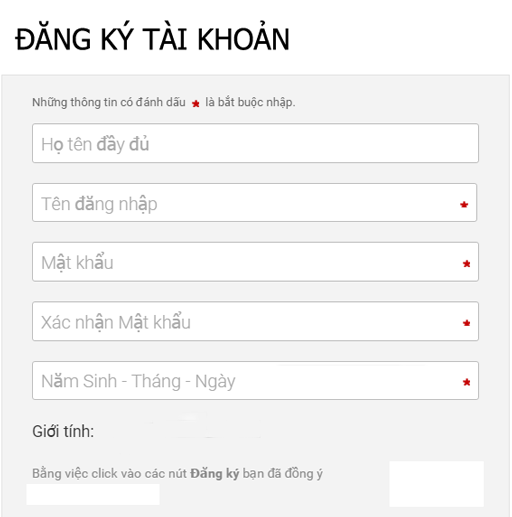 ĐĂNG KÝ TÀI KHOẢN
Những thông tin có đánh dấu * là bắt buộc nhập.
Họ tên đầy đủ
Tên đăng nhập *
Mật khẩu *
Xác nhận Mật khẩu *
Năm Sinh - Tháng - Ngày *
Giới tính:
Bằng việc click vào các nút Đăng ký bạn đã đồng ý